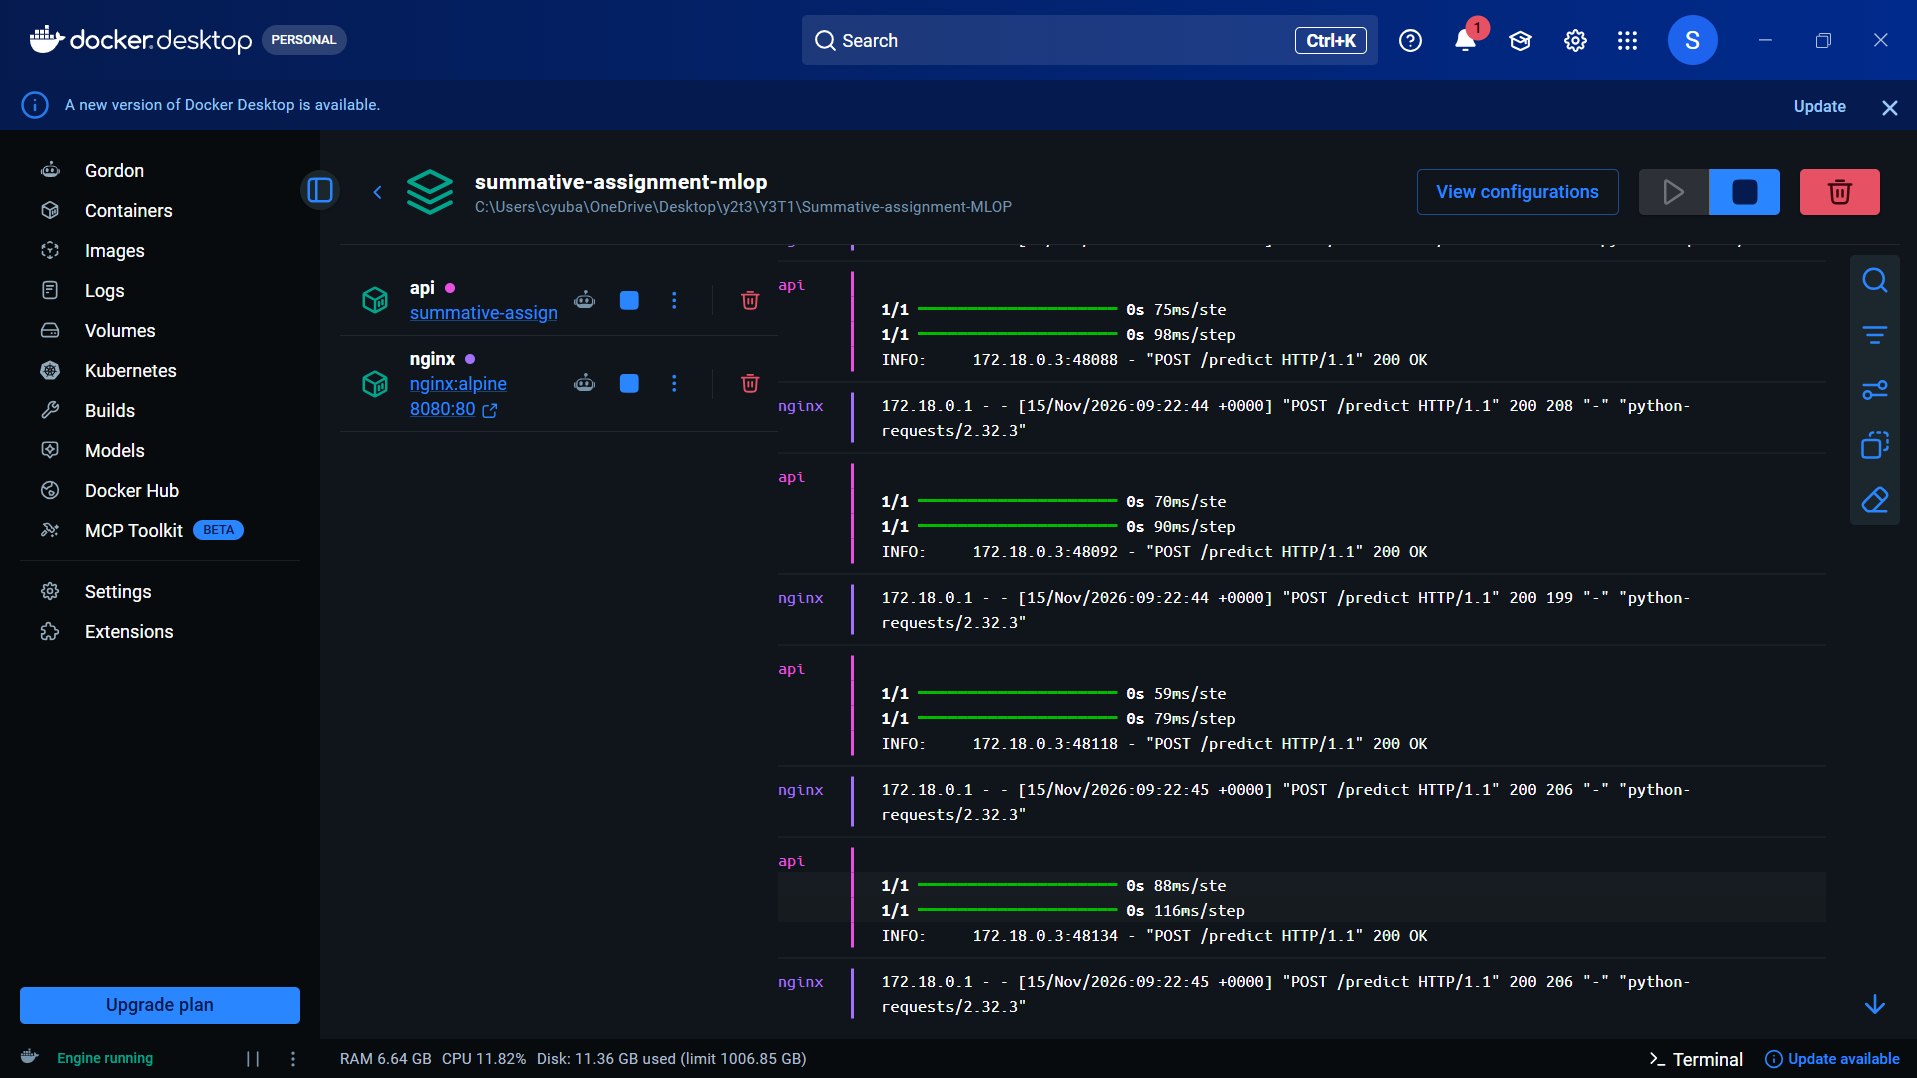 docker.desktop PERSONAL
Search Ctrl+K
1
S
A new version of Docker Desktop is available.
Update
Gordon
Containers
Images
Logs
Volumes
Kubernetes
Builds
Models
Docker Hub
MCP Toolkit BETA
Settings
Extensions
Upgrade plan
summative-assignment-mlop
C:\Users\cyuba\OneDrive\Desktop\y2t3\Y3T1\Summative-assignment-MLOP
View configurations
api
summative-assign
nginx
nginx:alpine
8080:80
api
1/1 0s 75ms/ste
1/1 0s 98ms/step
INFO: 172.18.0.3:48088 - "POST /predict HTTP/1.1" 200 OK
nginx 172.18.0.1 - - [15/Nov/2026:09:22:44 +0000] "POST /predict HTTP/1.1" 200 208 "-" "python-
requests/2.32.3"
api
1/1 0s 70ms/ste
1/1 0s 90ms/step
INFO: 172.18.0.3:48092 - "POST /predict HTTP/1.1" 200 OK
nginx 172.18.0.1 - - [15/Nov/2026:09:22:44 +0000] "POST /predict HTTP/1.1" 200 199 "-" "python-
requests/2.32.3"
api
1/1 0s 59ms/ste
1/1 0s 79ms/step
INFO: 172.18.0.3:48118 - "POST /predict HTTP/1.1" 200 OK
nginx 172.18.0.1 - - [15/Nov/2026:09:22:45 +0000] "POST /predict HTTP/1.1" 200 206 "-" "python-
requests/2.32.3"
api
1/1 0s 88ms/ste
1/1 0s 116ms/step
INFO: 172.18.0.3:48134 - "POST /predict HTTP/1.1" 200 OK
nginx 172.18.0.1 - - [15/Nov/2026:09:22:45 +0000] "POST /predict HTTP/1.1" 200 206 "-" "python-
requests/2.32.3"
Engine running
RAM 6.64 GB CPU 11.82% Disk: 11.36 GB used (limit 1006.85 GB)
Terminal
Update available